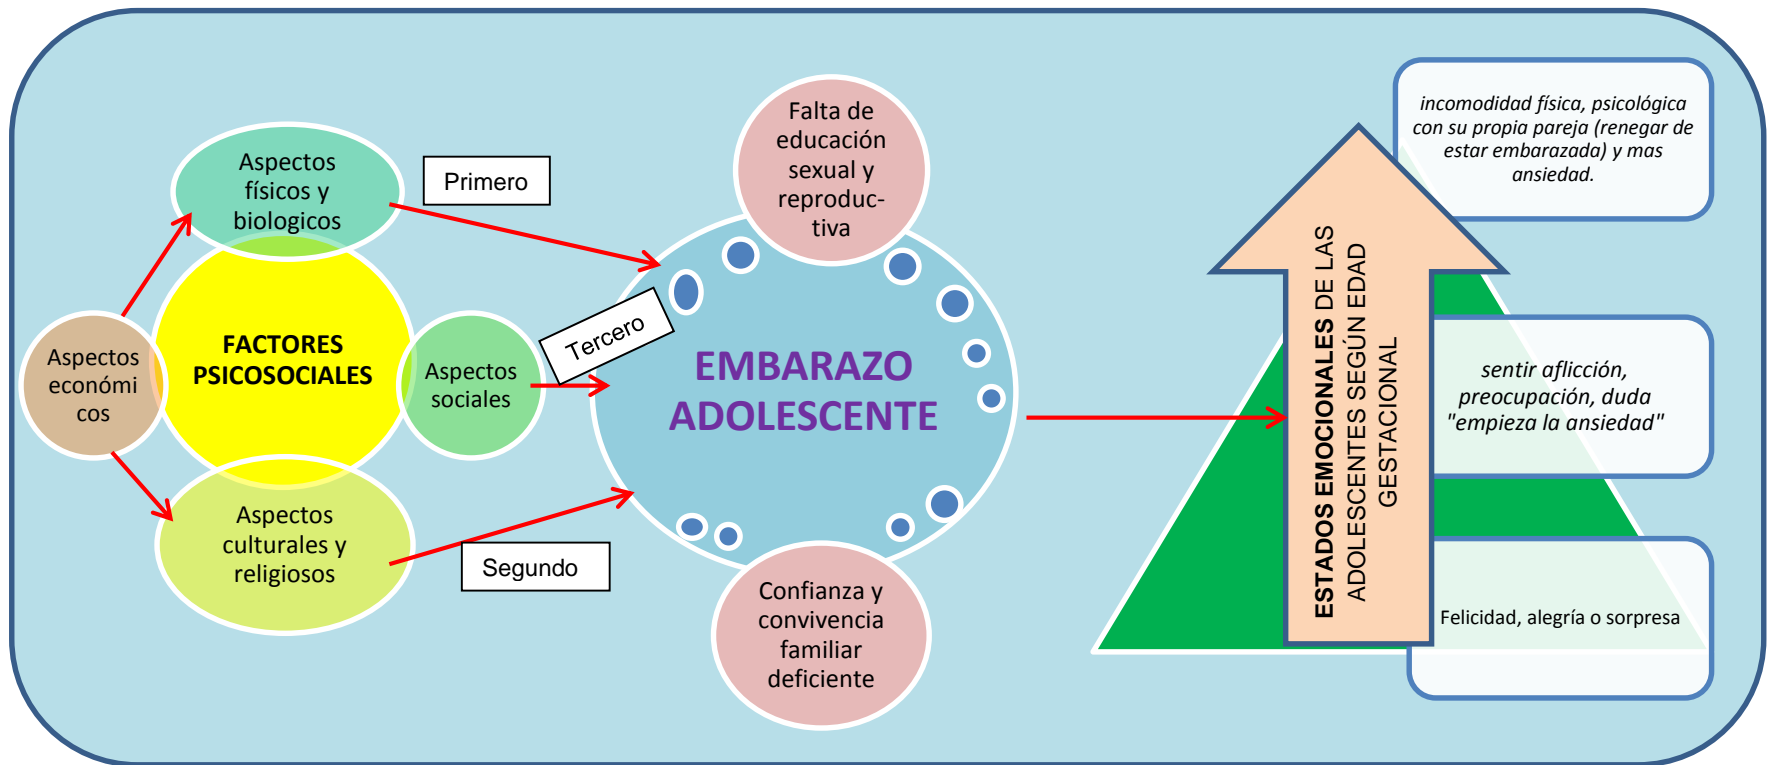 Aspectos
físicos y
biologicos
Primero
FACTORES
PSICOSOCIALES
Aspectos
económi
cos
Aspectos
sociales
Tercero
Aspectos
culturales y
religiosos
Segundo
Falta de
educación
sexual y
reproduc-
tiva
EMBARAZO
ADOLESCENTE
Confianza y
convivencia
familiar
deficiente
ESTADOS EMOCIONALES DE LAS
ADOLESCENTES SEGÚN EDAD
GESTACIONAL
incomodidad física, psicológica
con su propia pareja (renegar de
estar embarazada) y mas
ansiedad.
sentir aflicción,
preocupación, duda
"empieza la ansiedad"
Felicidad, alegría o sorpresa